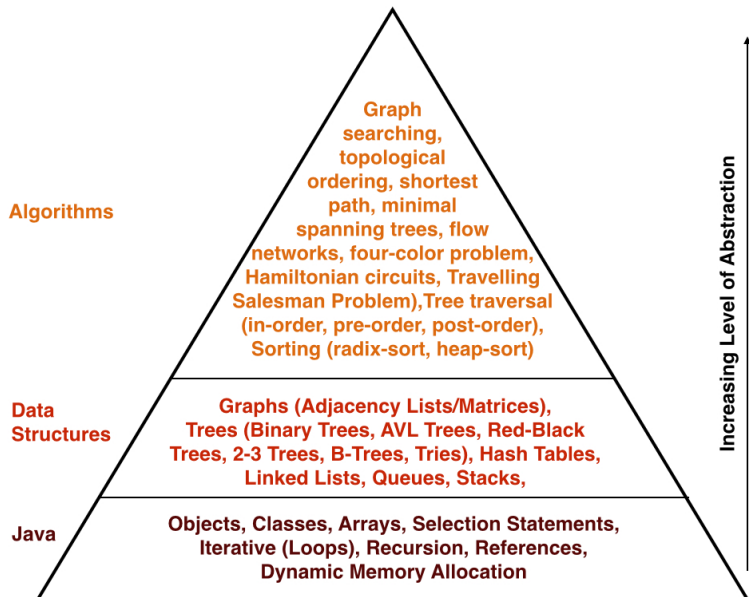 Graph
searching,
topological
ordering, shortest
path, minimal
spanning trees, flow
networks, four-color problem,
Hamiltonian circuits, Travelling
Salesman Problem),Tree traversal
(in-order, pre-order, post-order),
Sorting (radix-sort, heap-sort)
Algorithms
Increasing Level of Abstraction
Data
Structures
Graphs (Adjacency Lists/Matrices),
Trees (Binary Trees, AVL Trees, Red-Black
Trees, 2-3 Trees, B-Trees, Tries), Hash Tables,
Linked Lists, Queues, Stacks,
Java
Objects, Classes, Arrays, Selection Statements,
Iterative (Loops), Recursion, References,
Dynamic Memory Allocation